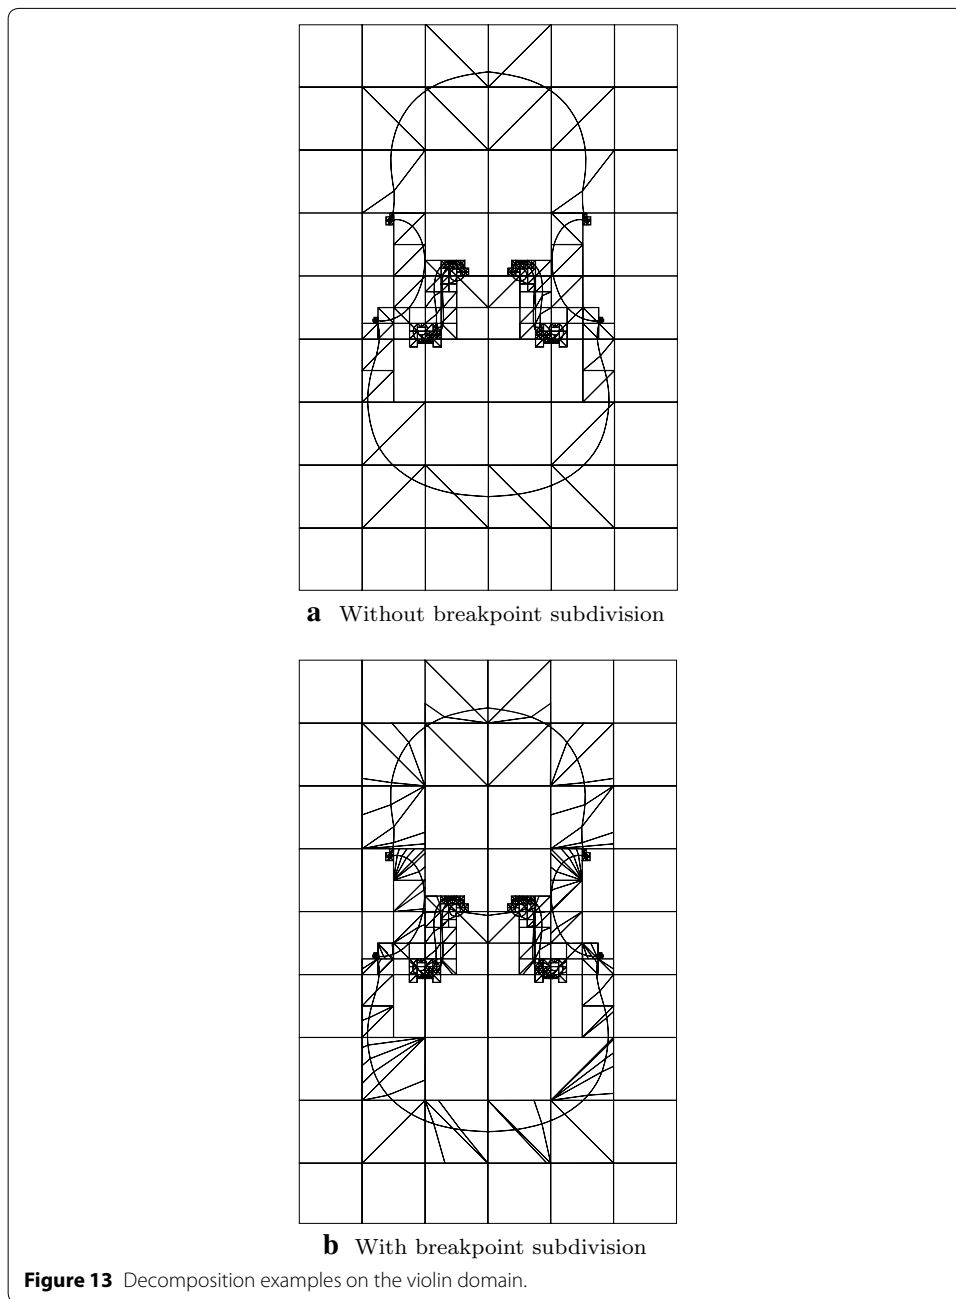 a Without breakpoint subdivision
b With breakpoint subdivision
Figure 13 Decomposition examples on the violin domain.